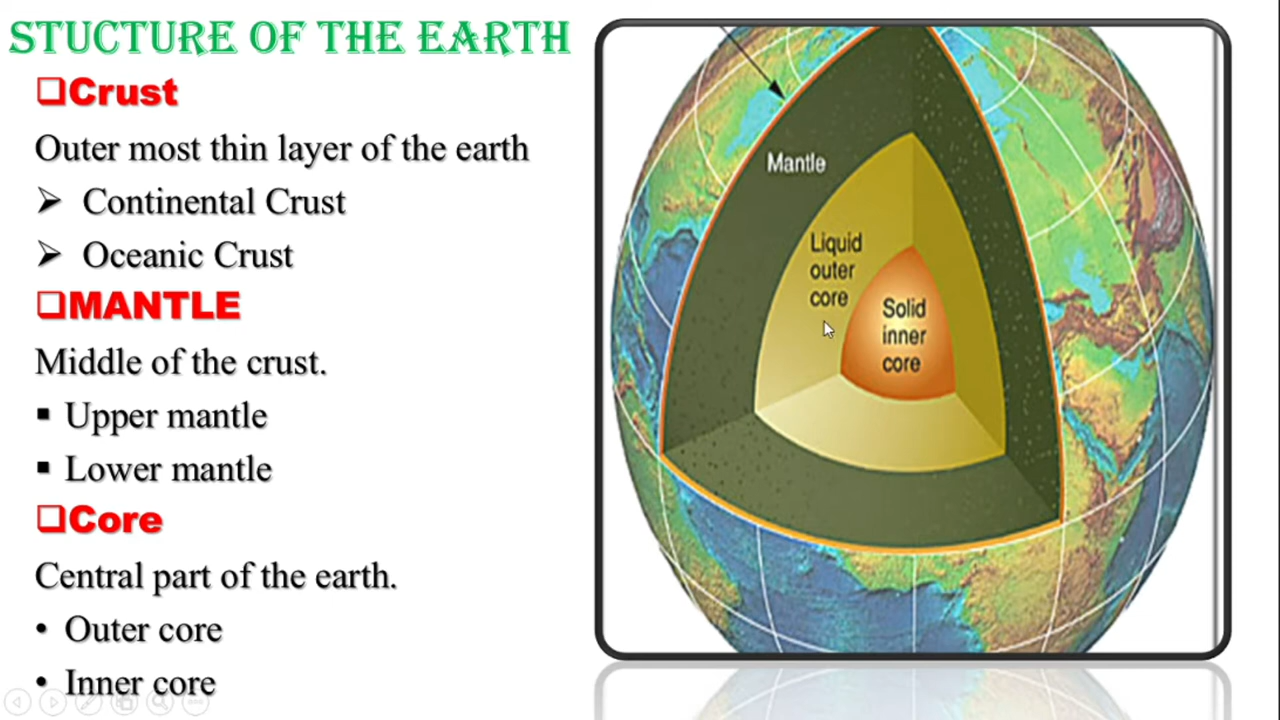 STUCTURE OF THE EARTH
Crust
Outer most thin layer of the earth
Continental Crust
Oceanic Crust
MANTLE
Middle of the crust.
Upper mantle
Lower mantle
Core
Central part of the earth.
Outer core
Inner core
Mantle
Liquid
outer
core
Solid
inner
core